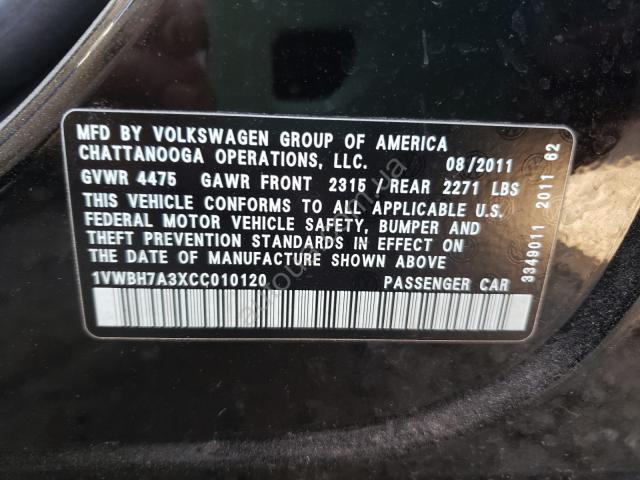 MFD BY VOLKSWAGEN GROUP OF AMERICA
CHATTANOOGA OPERATIONS, LLC. 08/2011
GVWR 4475 GAWR FRONT 2315 / REAR 2271 LBS
THIS VEHICLE CONFORMS TO ALL APPLICABLE U.S.
FEDERAL MOTOR VEHICLE SAFETY, BUMPER AND
THEFT PREVENTION STANDARDS IN EFFECT ON
THE DATE OF MANUFACTURE SHOWN ABOVE
1VWBH7A3XCC010120 PASSENGER CAR
3349011 2011 62